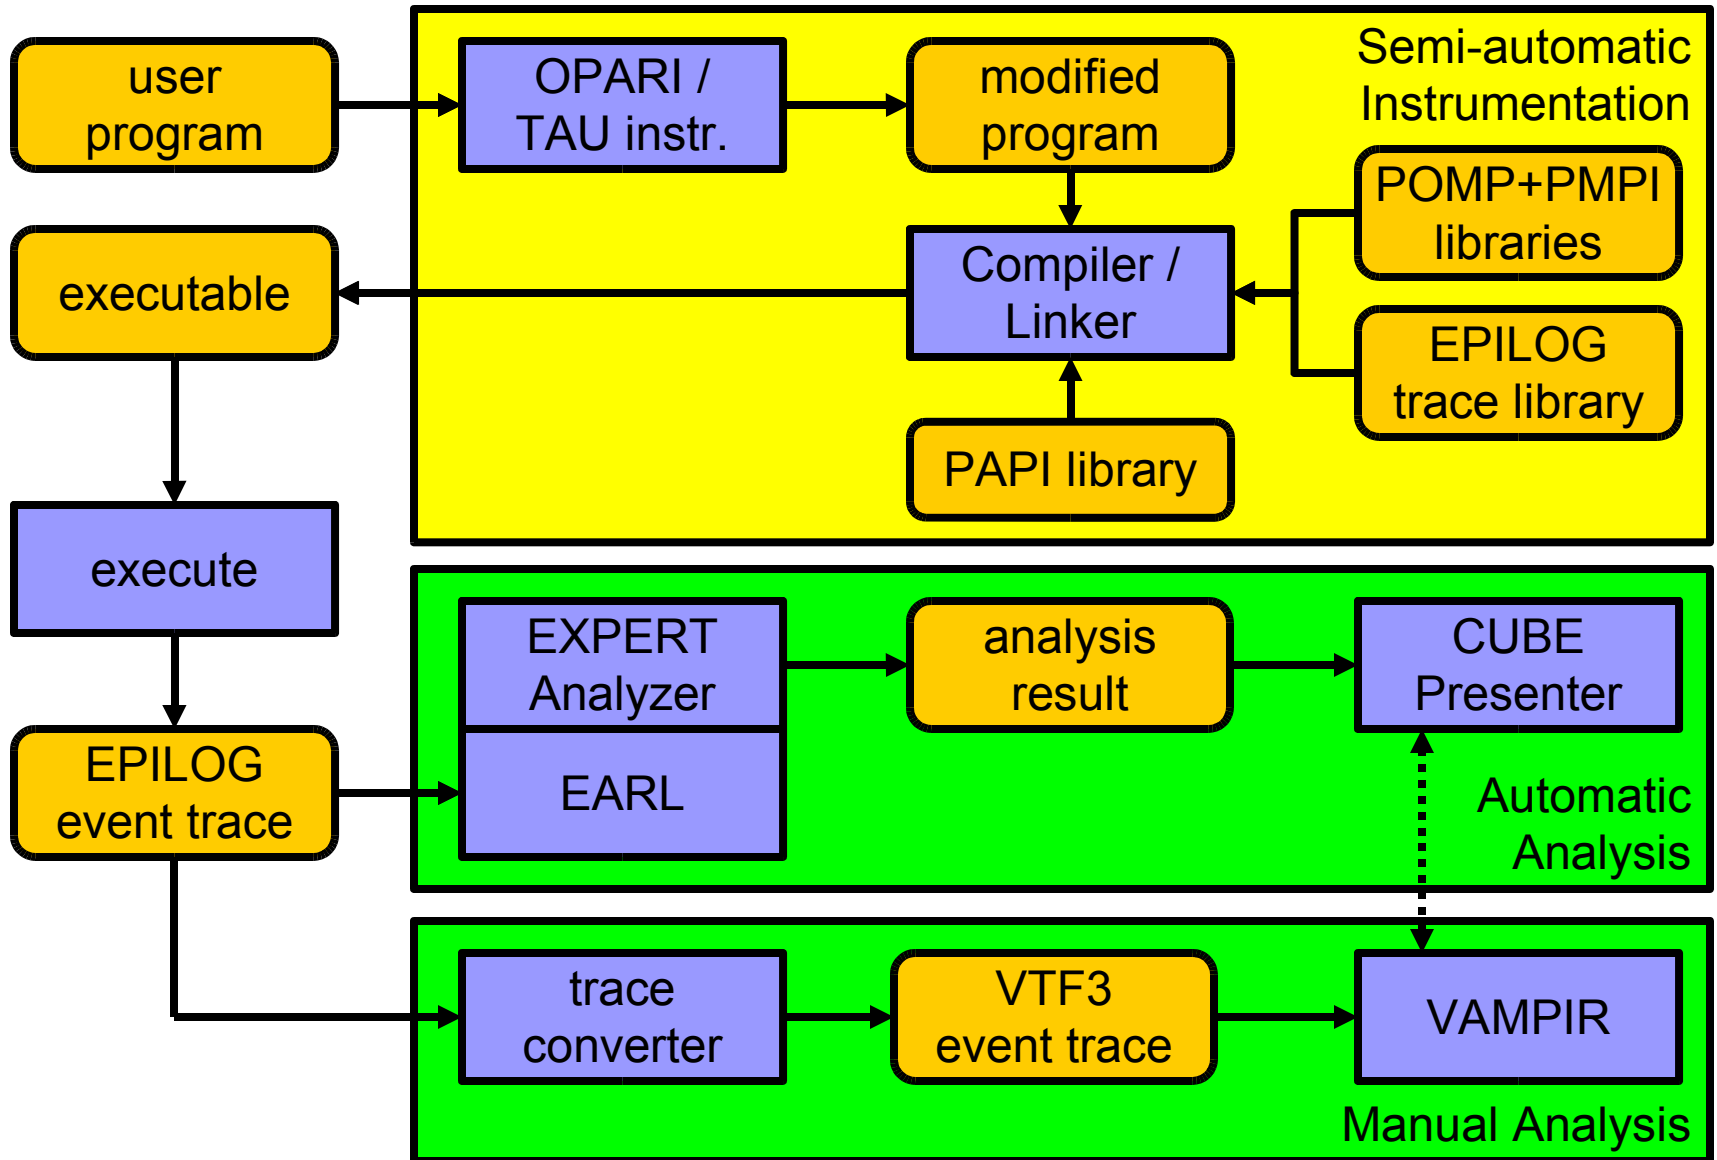 user
program
OPARI /
TAU instr.
modified
program
Semi-automatic
Instrumentation
POMP+PMPI
libraries
executable
Compiler /
Linker
EPILOG
trace library
PAPI library
execute
EXPERT
Analyzer
analysis
result
CUBE
Presenter
EPILOG
event trace
EARL
Automatic
Analysis
trace
converter
VTF3
event trace
VAMPIR
Manual Analysis